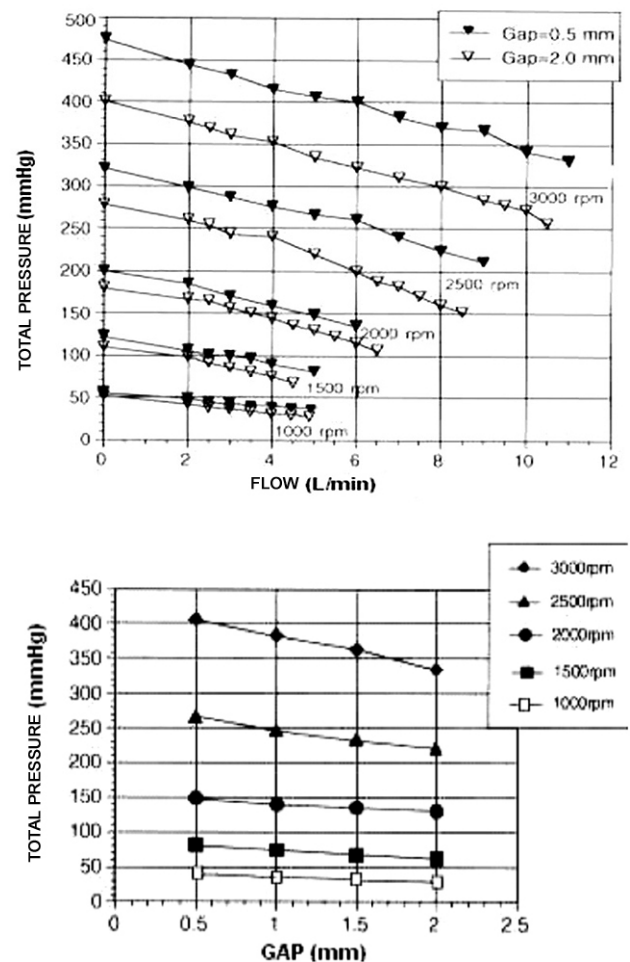 500
450
400
350
300
250
200
150
100
50
0
TOTAL PRESSURE (mmHg)
Gap=0.5 mm
Gap=2.0 mm
3000 rpm
2500 rpm
2000 rpm
1500 rpm
1000 rpm
0 2 4 6 8 10 12
FLOW (L/min)
450
400
350
300
250
200
150
100
50
0
TOTAL PRESSURE (mmHg)
3000rpm
2500rpm
2000rpm
1500rpm
1000rpm
0 0.5 1 1.5 2 2.5
GAP (mm)